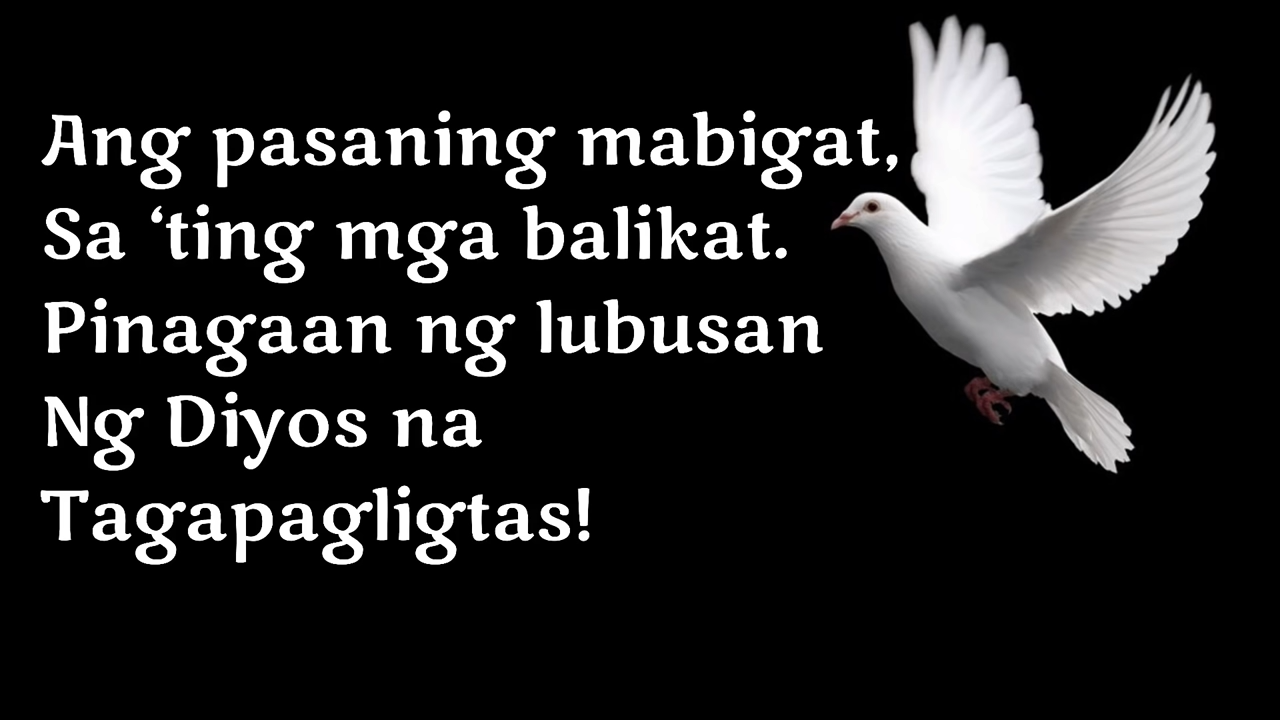 Ang pasaning mabigat,
Sa ‘ting mga balikat.
Pinagaan ng lubusan
Ng Diyos na
Tagapagligtas!